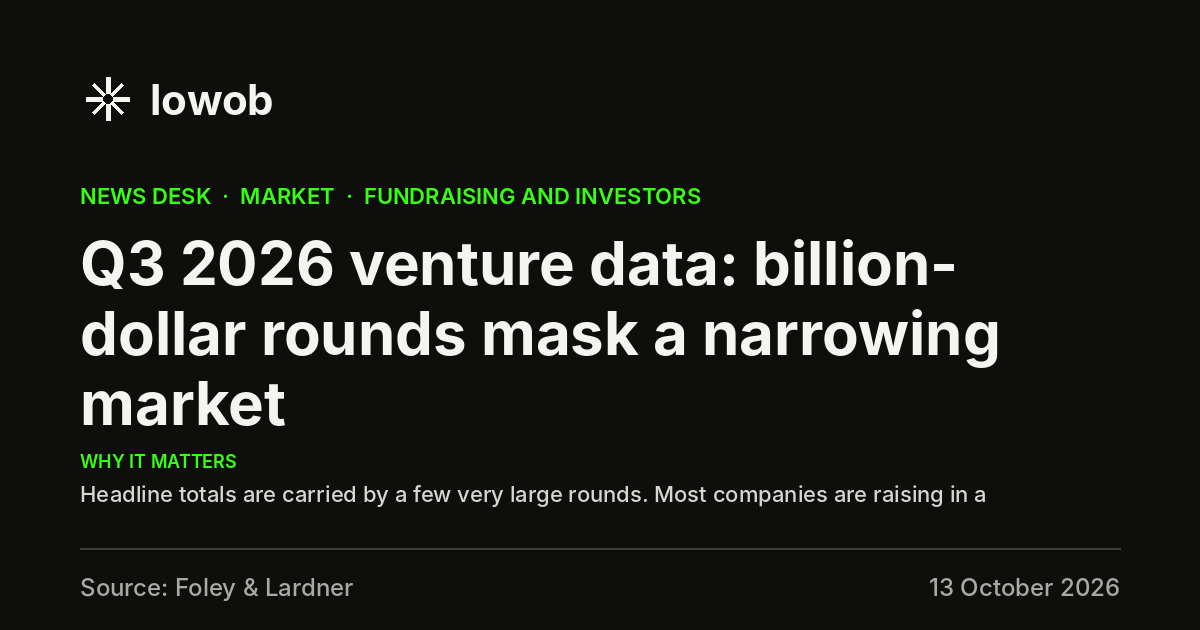 lowob
NEWS DESK · MARKET · FUNDRAISING AND INVESTORS
Q3 2026 venture data: billion-
dollar rounds mask a narrowing
market
WHY IT MATTERS
Headline totals are carried by a few very large rounds. Most companies are raising in a
Source: Foley & Lardner
13 October 2026